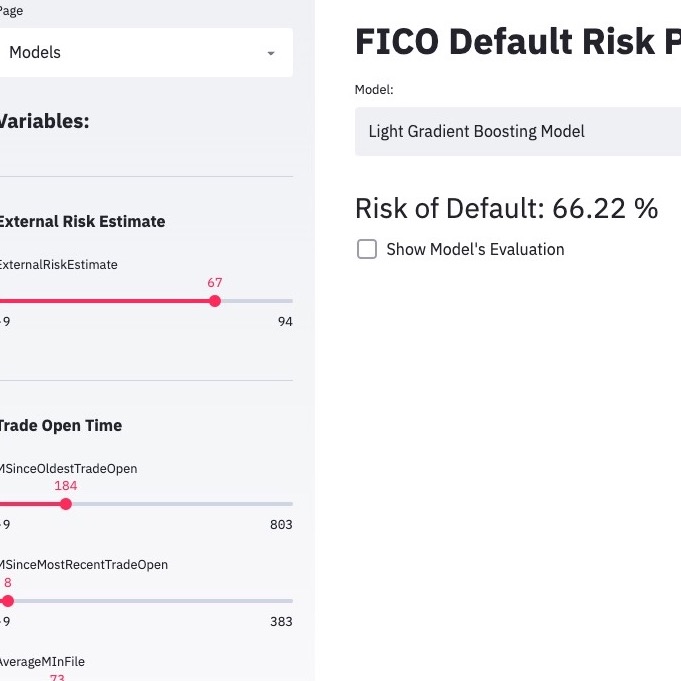 Page
Models
Variables:
External Risk Estimate
ExternalRiskEstimate
67
-9
94
Trade Open Time
MSinceOldestTradeOpen
184
-9
803
MSinceMostRecentTradeOpen
8
-9
383
AverageMInFile
73
FICO Default Risk P
Model:
Light Gradient Boosting Model
Risk of Default: 66.22 %
Show Model's Evaluation